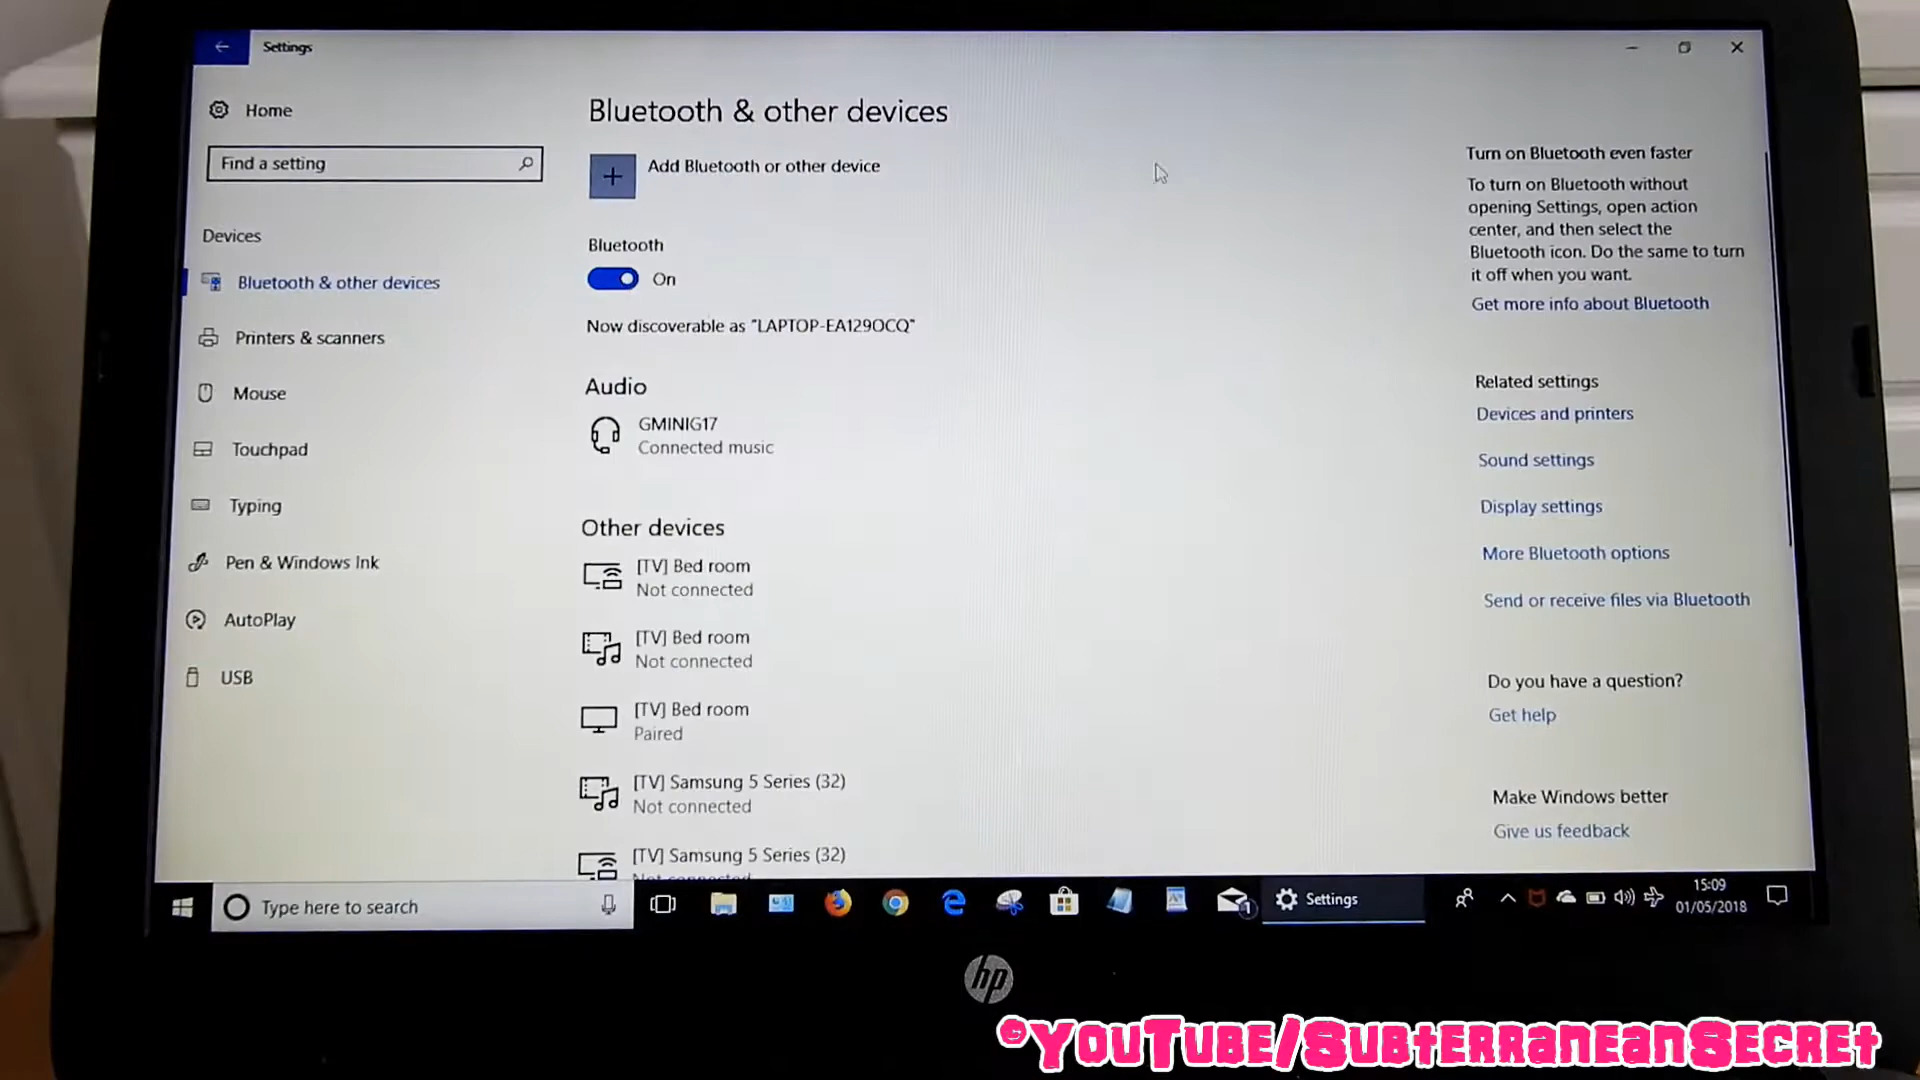 Settings
Home
Find a setting
Devices
Bluetooth & other devices
Printers & scanners
Mouse
Touchpad
Typing
Pen & Windows Ink
AutoPlay
USB
Bluetooth & other devices
Add Bluetooth or other device
Bluetooth
On
Now discoverable as "LAPTOP-EA129OCQ"
Audio
GMINIG17
Connected music
Other devices
[TV] Bed room
Not connected
[TV] Bed room
Not connected
[TV] Bed room
Paired
[TV] Samsung 5 Series (32)
Not connected
[TV] Samsung 5 Series (32)
Not connected
Turn on Bluetooth even faster
To turn on Bluetooth without
opening Settings, open action
center, and then select the
Bluetooth icon. Do the same to turn
it off when you want.
Get more info about Bluetooth
Related settings
Devices and printers
Sound settings
Display settings
More Bluetooth options
Send or receive files via Bluetooth
Do you have a question?
Get help
Make Windows better
Give us feedback
Type here to search
1
Settings
15:09
01/05/2018
hp
©YouTube/SubterraneanSecret